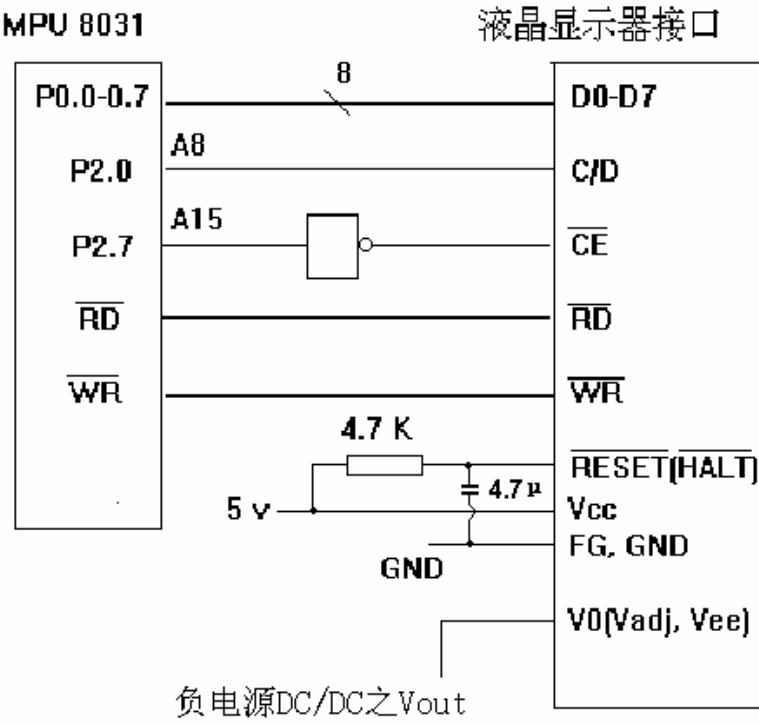 MPU 8031
液晶显示器接口
8
P0.0-0.7
D0-D7
A8
P2.0
C/D
A15
P2.7
CE
RD
RD
WR
WR
4.7 K
RESET(HALT)
4.7μ
5 v
Vcc
FG, GND
GND
V0(Vadj, Vee)
负电源DC/DC之Vout